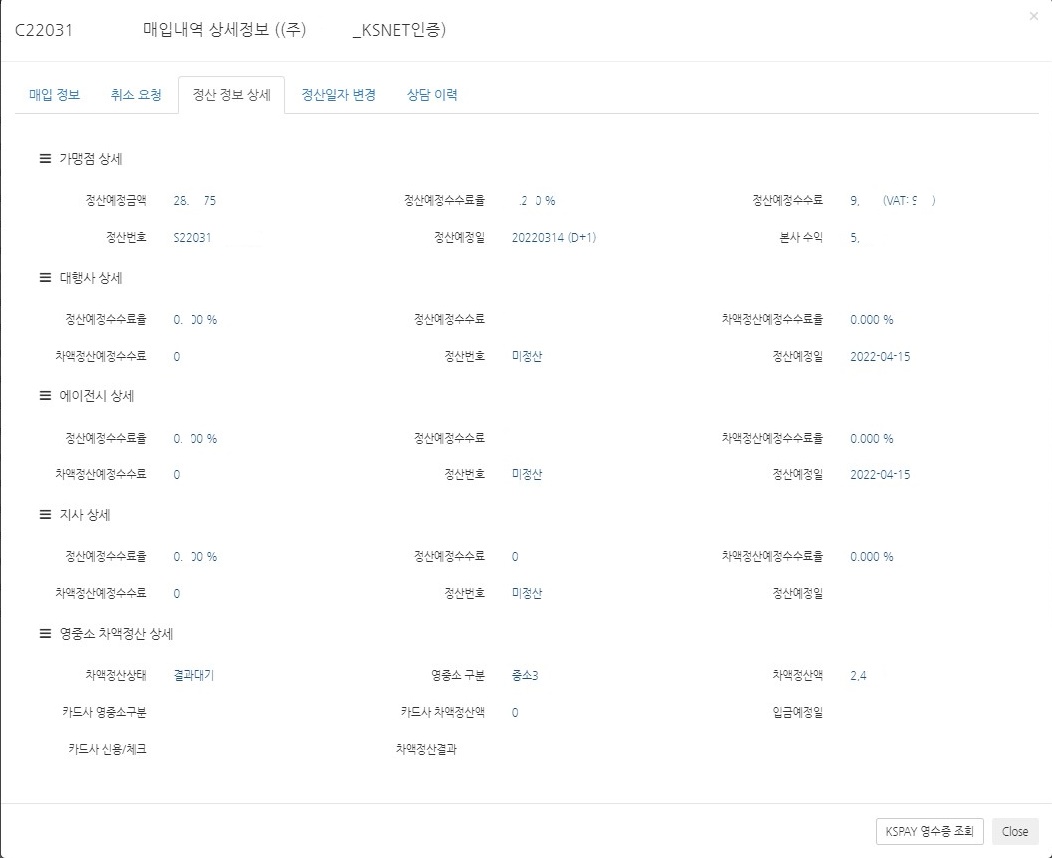 C22031 매입내역 상세정보 ((주) _KSNET인증) ×
매입 정보 취소 요청 정산 정보 상세 정산일자 변경 상담 이력
가맹점 상세
정산예정금액 28. 75 정산예정수수료율 .2 0 % 정산예정수수료 9, (VAT: )
정산번호 S22031 정산예정일 20220314 (D+1) 본사 수익 5,
대행사 상세
정산예정수수료율 0. 00 % 정산예정수수료 차액정산예정수수료율 0.000 %
차액정산예정수수료 0 정산번호 미정산 정산예정일 2022-04-15
에이전시 상세
정산예정수수료율 0. 00 % 정산예정수수료 차액정산예정수수료율 0.000 %
차액정산예정수수료 0 정산번호 미정산 정산예정일 2022-04-15
지사 상세
정산예정수수료율 0. 00 % 정산예정수수료 0 차액정산예정수수료율 0.000 %
차액정산예정수수료 0 정산번호 미정산 정산예정일
영중소 차액정산 상세
차액정산상태 결과대기 영중소 구분 중소3 차액정산액 2,4
카드사 영중소구분 카드사 차액정산액 0 입금예정일
카드사 신용/체크 차액정산결과
KSPAY 영수증 조회 Close